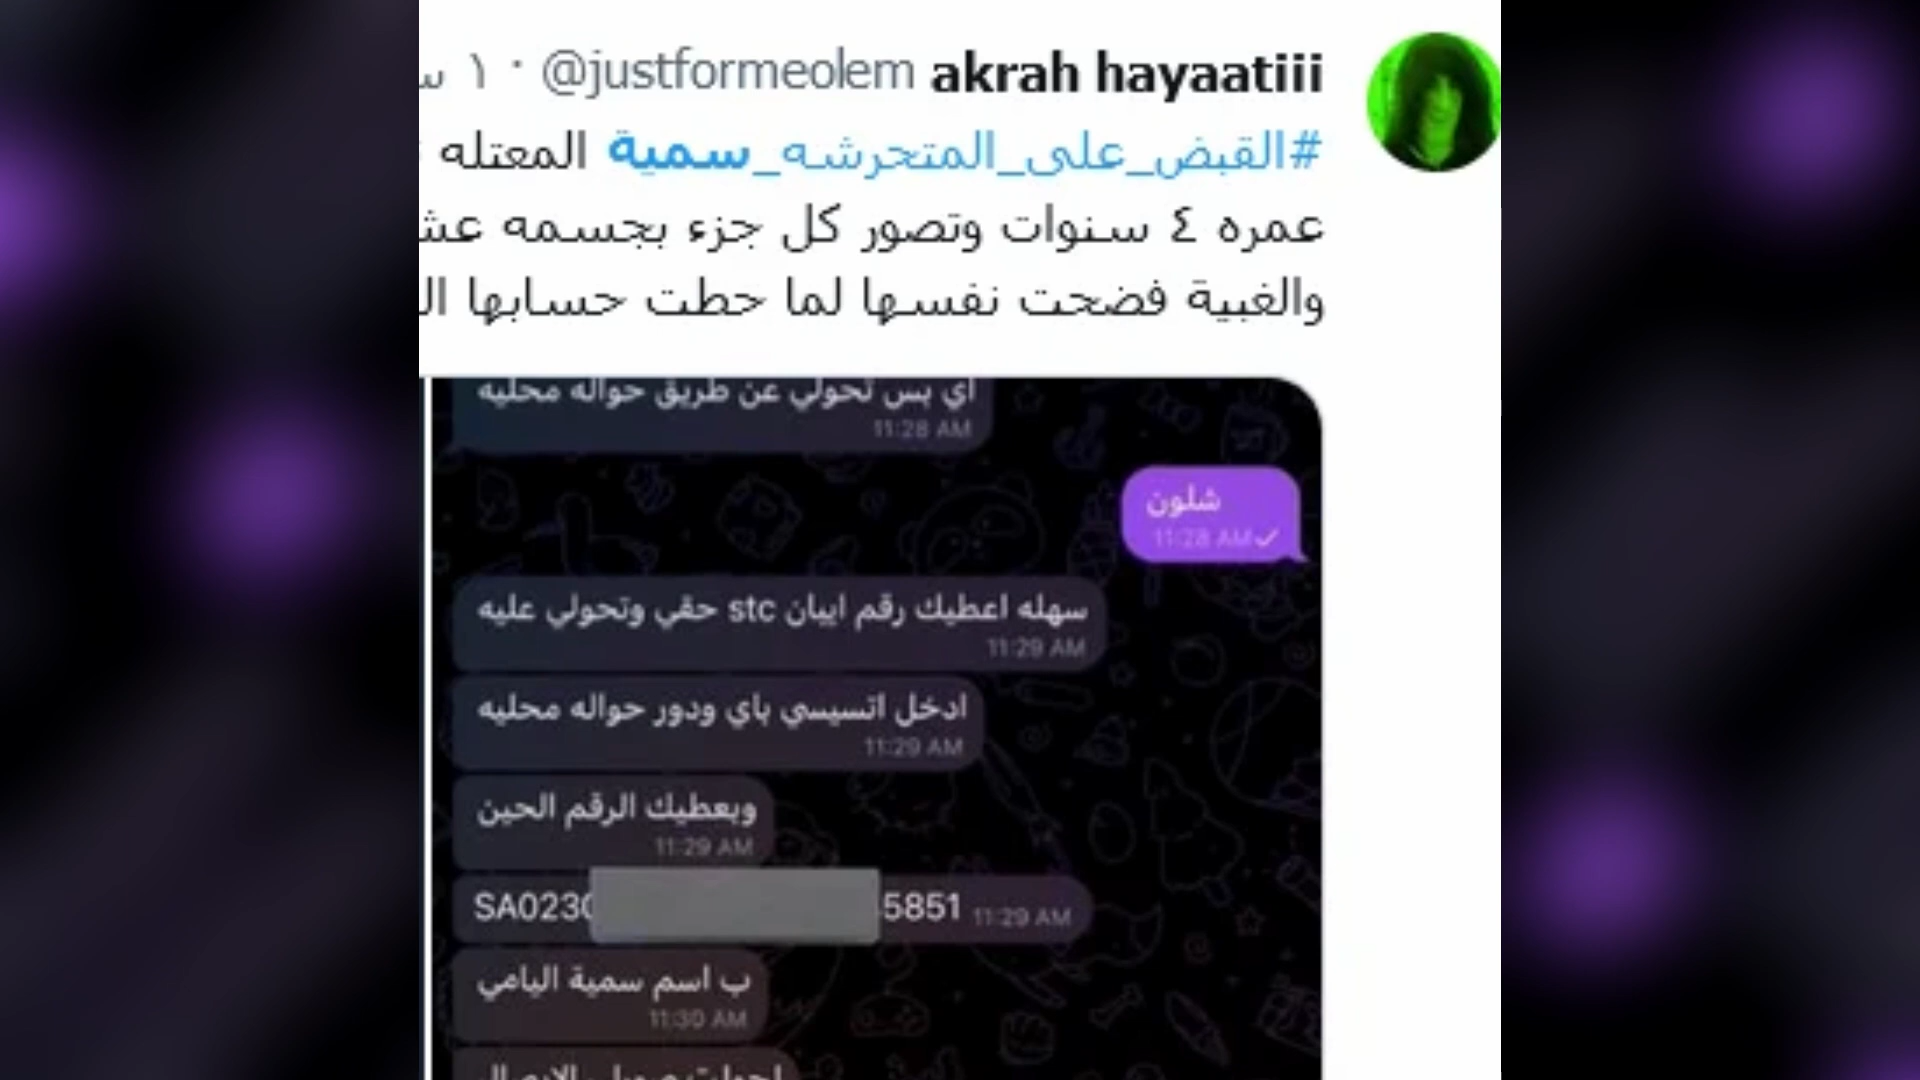 akrah hayaatiii @justformeolem · ١ س
#القبض_على_المتحرشه_سمية المعتله
عمره ٤ سنوات وتصور كل جزء بجسمه عش
والغبية فضحت نفسها لما حطت حسابها ال
اي بس تحولي عن طريق حواله محليه
11:28 AM
شلون
11:28 AM
سهله اعطيك رقم ايبان stc حقي وتحولي عليه
11:29 AM
ادخل اتسيسي باي ودور حواله محليه
11:29 AM
وبعطيك الرقم الحين
11:29 AM
SA0230 5851 11:29 AM
ب اسم سمية اليامي
11:30 AM